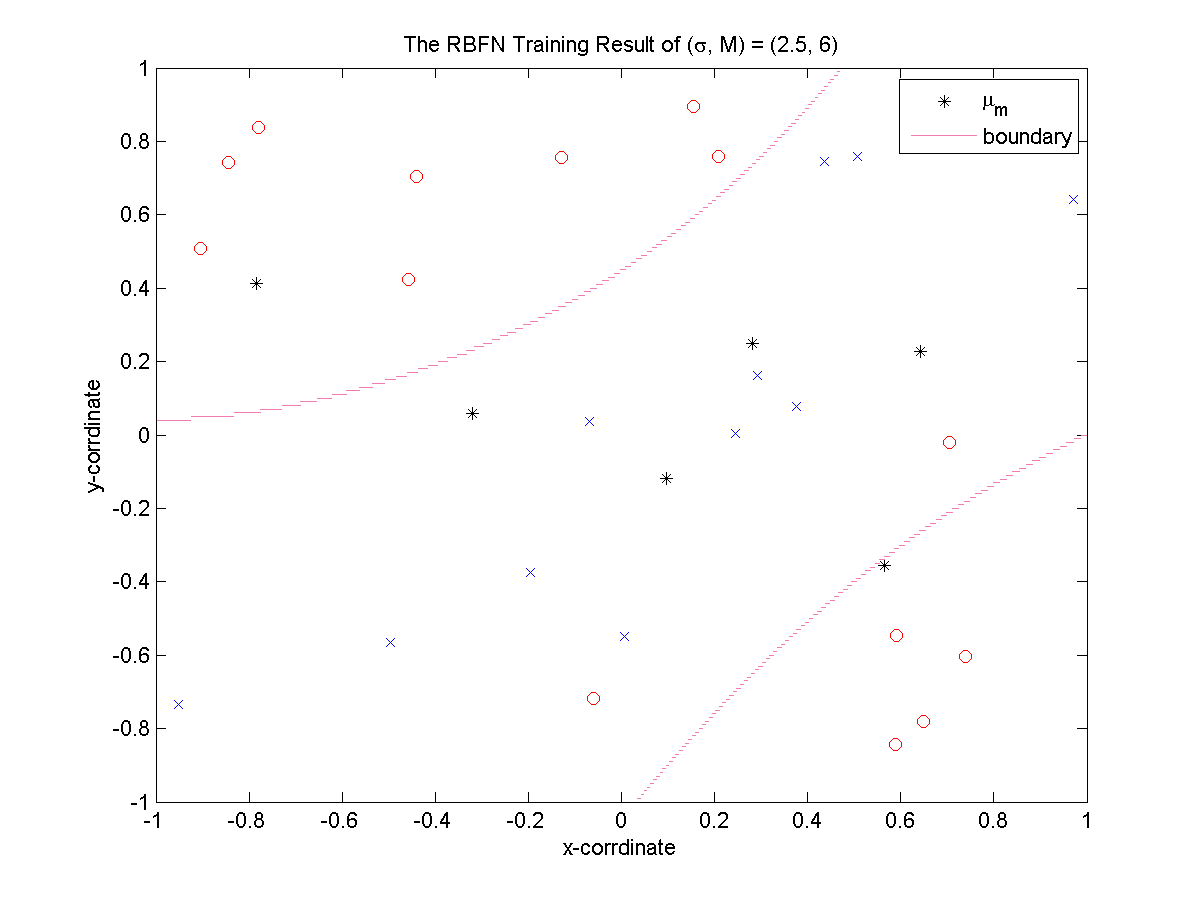 The RBFN Training Result of (σ, M) = (2.5, 6)
μm
boundary
1
0.8
0.6
0.4
0.2
0
-0.2
-0.4
-0.6
-0.8
-1
y-corrdinate
-1 -0.8 -0.6 -0.4 -0.2 0 0.2 0.4 0.6 0.8 1
x-corrdinate